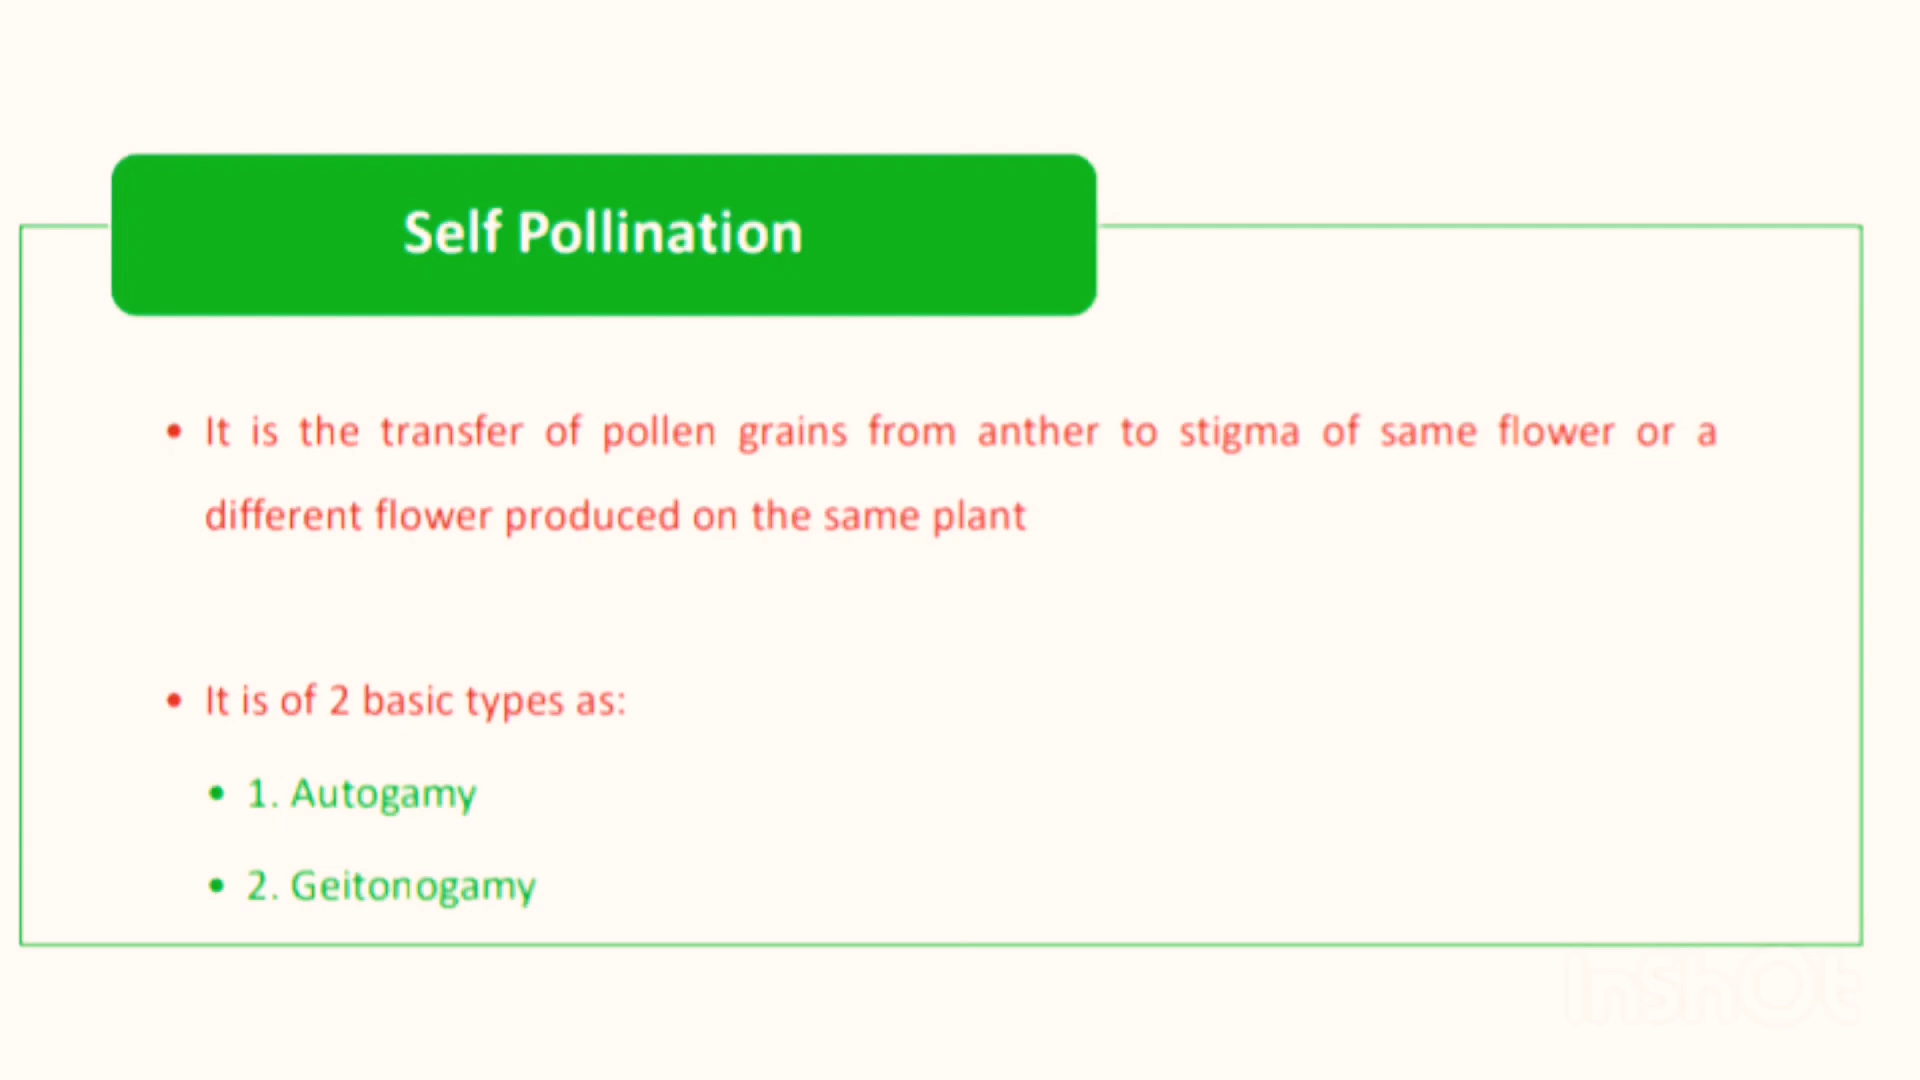 Self Pollination
• It is the transfer of pollen grains from anther to stigma of same flower or a
different flower produced on the same plant
• It is of 2 basic types as:
• 1. Autogamy
• 2. Geitonogamy
InShOt